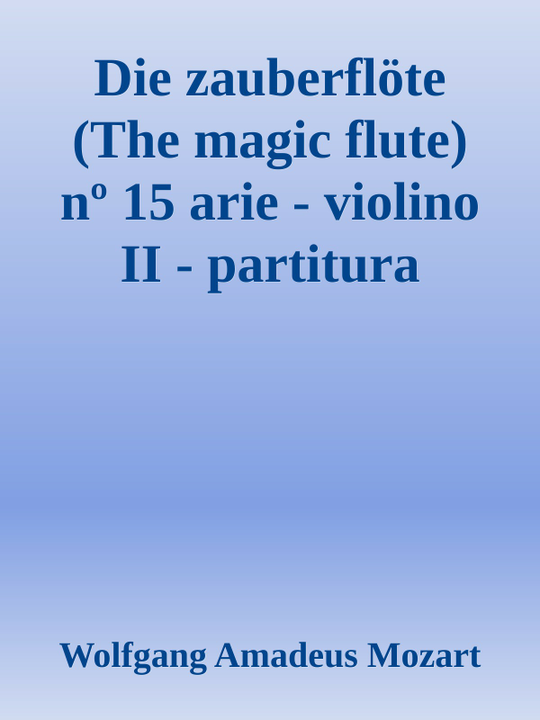 Die zauberflöte
(The magic flute)
nº 15 arie - violino
II - partitura
Wolfgang Amadeus Mozart